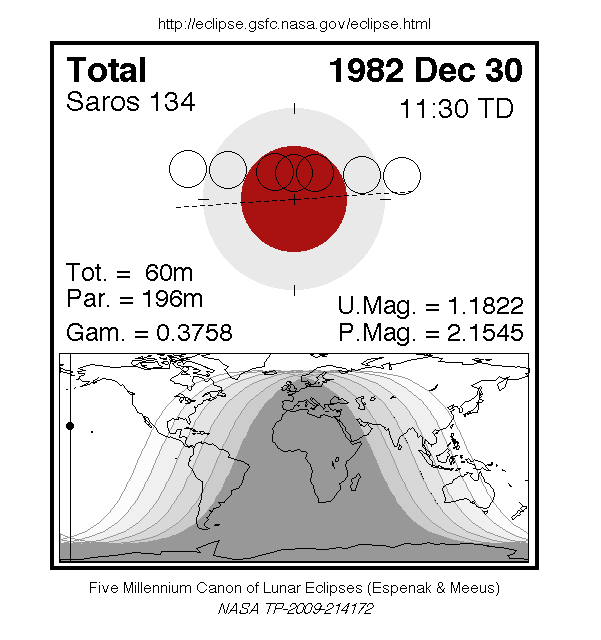 http://eclipse.gsfc.nasa.gov/eclipse.html
Total 1982 Dec 30
Saros 134 11:30 TD
Tot. = 60m
Par. = 196m U.Mag. = 1.1822
Gam. = 0.3758 P.Mag. = 2.1545
Five Millennium Canon of Lunar Eclipses (Espenak & Meeus)
NASA TP-2009-214172